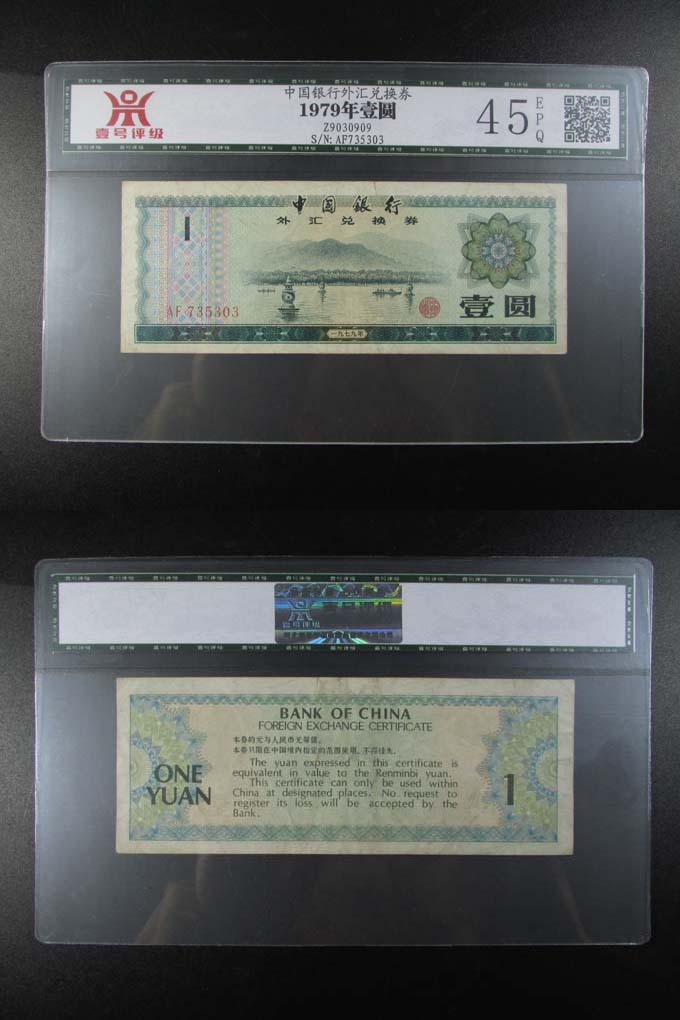 中国银行外汇兑换券
1979年壹圆
Z9030909
S/N: AF735303
壹号评级
45
EPQ
中国银行
外汇兑换券
1
AF 735303
壹圆
一九七九年
壹号评级
BANK OF CHINA
FOREIGN EXCHANGE CERTIFICATE
本券的元与人民币元等值。
本券只限在中国境内指定的范围使用,不得挂失。
The yuan expressed in this certificate is
equivalent in value to the Renminbi yuan.
This certificate can only be used within
China at designated places. No request to
register its loss will be accepted by the
Bank.
ONE
YUAN
1